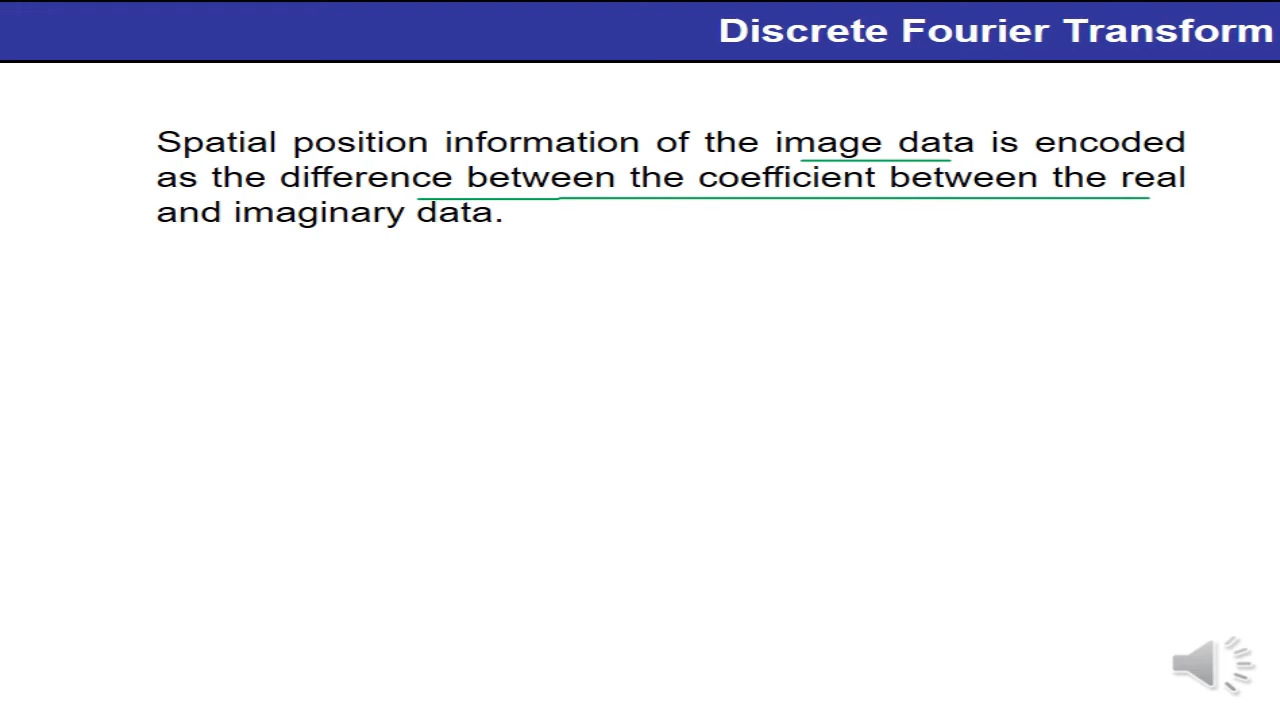 Discrete Fourier Transform
Spatial position information of the image data is encoded
as the difference between the coefficient between the real
and imaginary data.